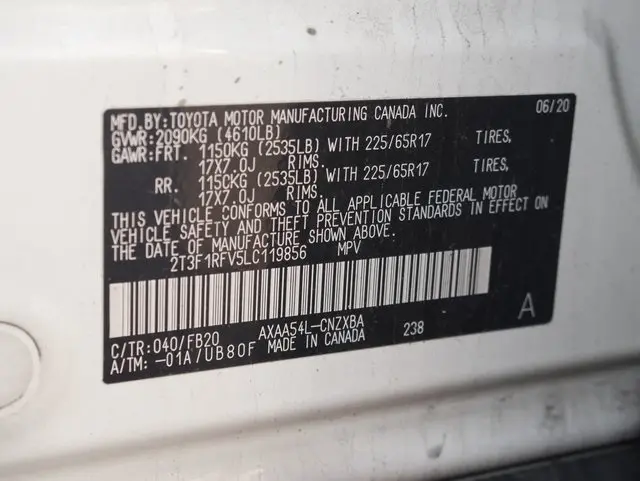 MFD.BY:TOYOTA MOTOR MANUFACTURING CANADA INC. 06/20
GVWR:2090KG (4610LB)
GAWR:FRT. 1150KG (2535LB) WITH 225/65R17 TIRES,
17X7.0J RIMS.
RR. 115CKG (2535LB) WITH 225/65R17 TIRES,
17X7.0J RIMS.
THIS VEHICLE CONFORMS TO ALL APPLICABLE FEDERAL MOTOR
VEHICLE SAFETY AND THEFT PREVENTION STANDARDS IN EFFECT ON
THE DATE OF MANUFACTURE SHOWN ABOVE.
2T3F1RFV5LC119856 MPV
A
C/TR:040/FB20 AXAA54L-CNZXBA 238
A/TM: -01A/UB80F MADE IN CANADA